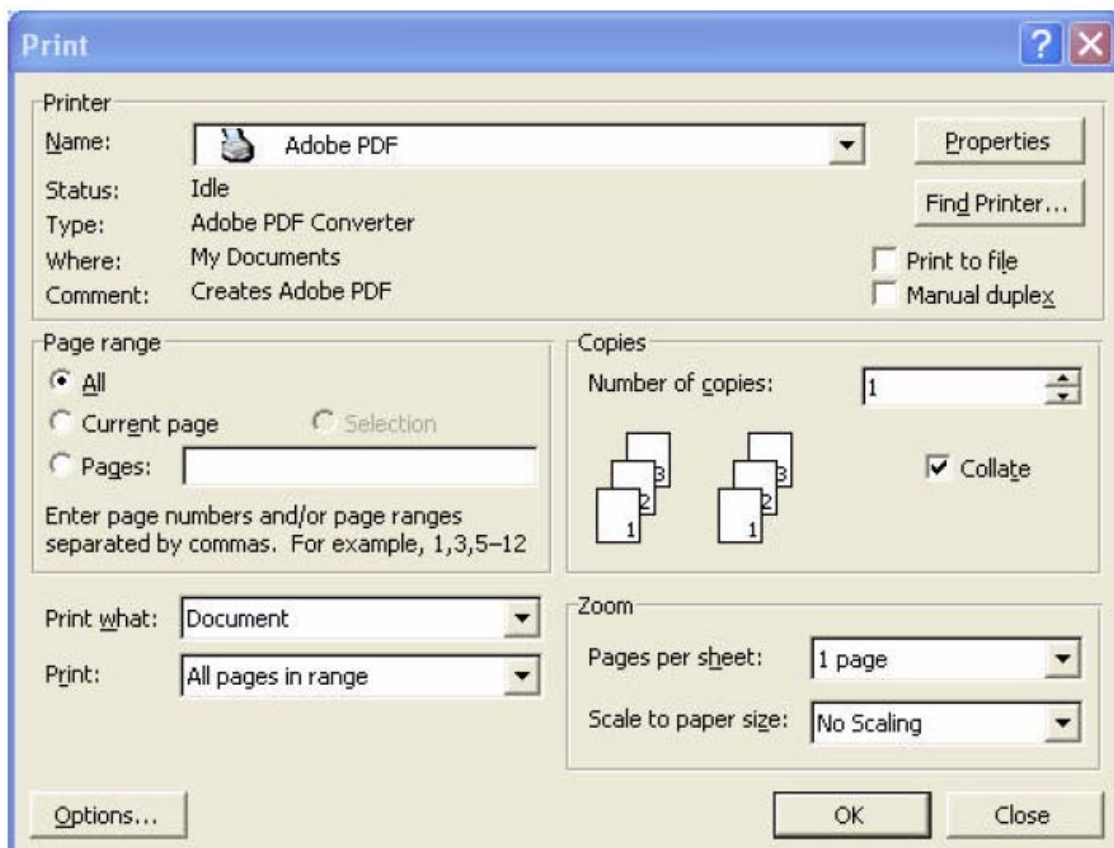 Print
Printer
Name: Adobe PDF Properties
Status: Idle
Find Printer...
Type: Adobe PDF Converter
Where: My Documents
Print to file
Comment: Creates Adobe PDF
Manual duplex
Page range
All
Current page Selection
Pages:
Enter page numbers and/or page ranges
separated by commas. For example, 1,3,5–12
Copies
Number of copies: 1
3 3
2 2
1 1
Collate
Print what: Document
Print: All pages in range
Zoom
Pages per sheet: 1 page
Scale to paper size: No Scaling
Options... OK Close